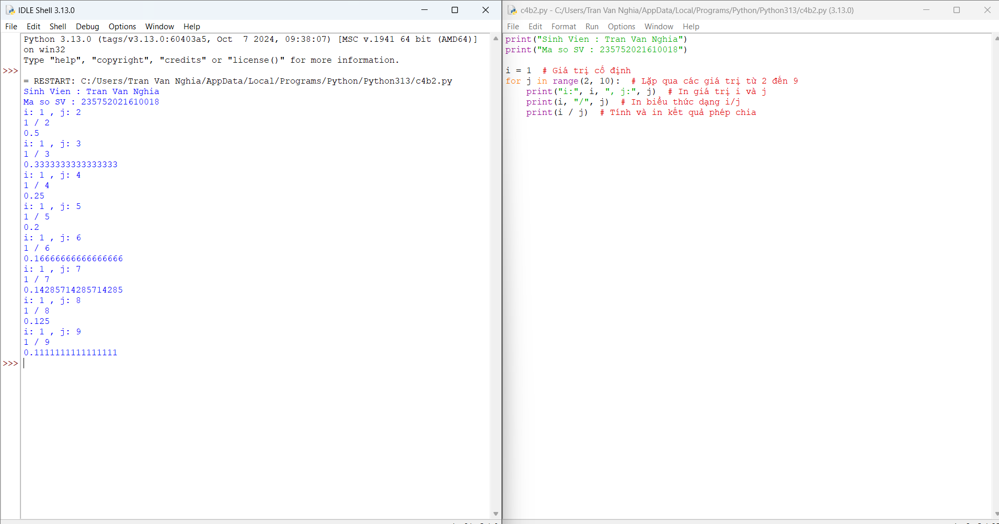 IDLE Shell 3.13.0
File Edit Shell Debug Options Window Help
Python 3.13.0 (tags/v3.13.0:60403a5, Oct  7 2024, 09:38:07) [MSC v.1941 64 bit (AMD64)]
on win32
Type "help", "copyright", "credits" or "license()" for more information.
>>>
= RESTART: C:/Users/Tran Van Nghia/AppData/Local/Programs/Python/Python313/c4b2.py
Sinh Vien : Tran Van Nghia
Ma so SV : 235752021610018
i: 1 , j: 2
1 / 2
0.5
i: 1 , j: 3
1 / 3
0.3333333333333333
i: 1 , j: 4
1 / 4
0.25
i: 1 , j: 5
1 / 5
0.2
i: 1 , j: 6
1 / 6
0.16666666666666666
i: 1 , j: 7
1 / 7
0.14285714285714285
i: 1 , j: 8
1 / 8
0.125
i: 1 , j: 9
1 / 9
0.1111111111111111
>>>
c4b2.py - C:/Users/Tran Van Nghia/AppData/Local/Programs/Python/Python313/c4b2.py (3.13.0)
File Edit Format Run Options Window Help
print("Sinh Vien : Tran Van Nghia")
print("Ma so SV : 235752021610018")
i = 1  # Giá trị cố định
for j in range(2, 10):  # Lặp qua các giá trị từ 2 đến 9
    print("i:", i, ", j:", j)  # In giá trị i và j
    print(i, "/", j)  # In biểu thức dạng i/j
    print(i / j)  # Tính và in kết quả phép chia